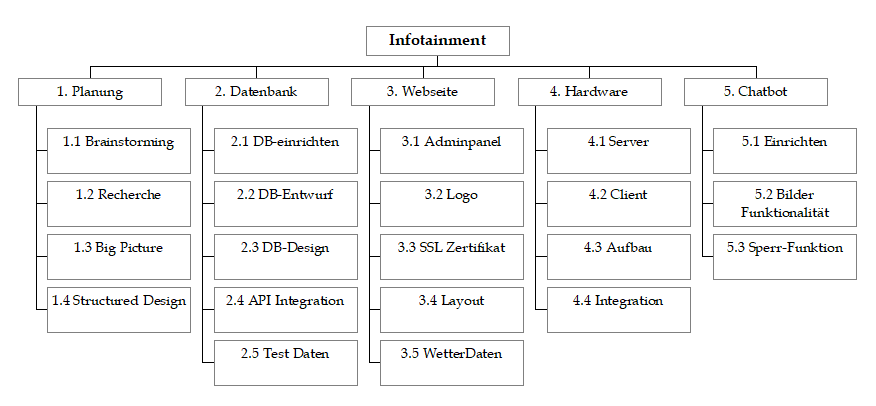 Infotainment
1. Planung
2. Datenbank
3. Webseite
4. Hardware
5. Chatbot
1.1 Brainstorming
1.2 Recherche
1.3 Big Picture
1.4 Structured Design
2.1 DB-einrichten
2.2 DB-Entwurf
2.3 DB-Design
2.4 API Integration
2.5 Test Daten
3.1 Adminpanel
3.2 Logo
3.3 SSL Zertifikat
3.4 Layout
3.5 WetterDaten
4.1 Server
4.2 Client
4.3 Aufbau
4.4 Integration
5.1 Einrichten
5.2 Bilder
Funktionalität
5.3 Sperr-Funktion